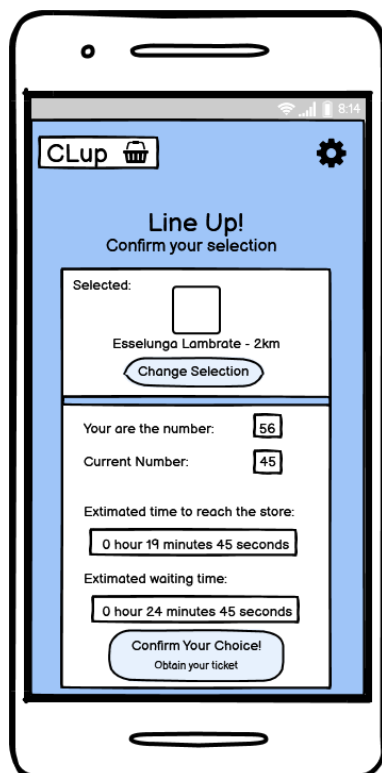 8:14
CLup
Line Up!
Confirm your selection
Selected:
Esselunga Lambrate - 2km
Change Selection
Your are the number: 56
Current Number: 45
Extimated time to reach the store:
0 hour 19 minutes 45 seconds
Extimated waiting time:
0 hour 24 minutes 45 seconds
Confirm Your Choice!
Obtain your ticket